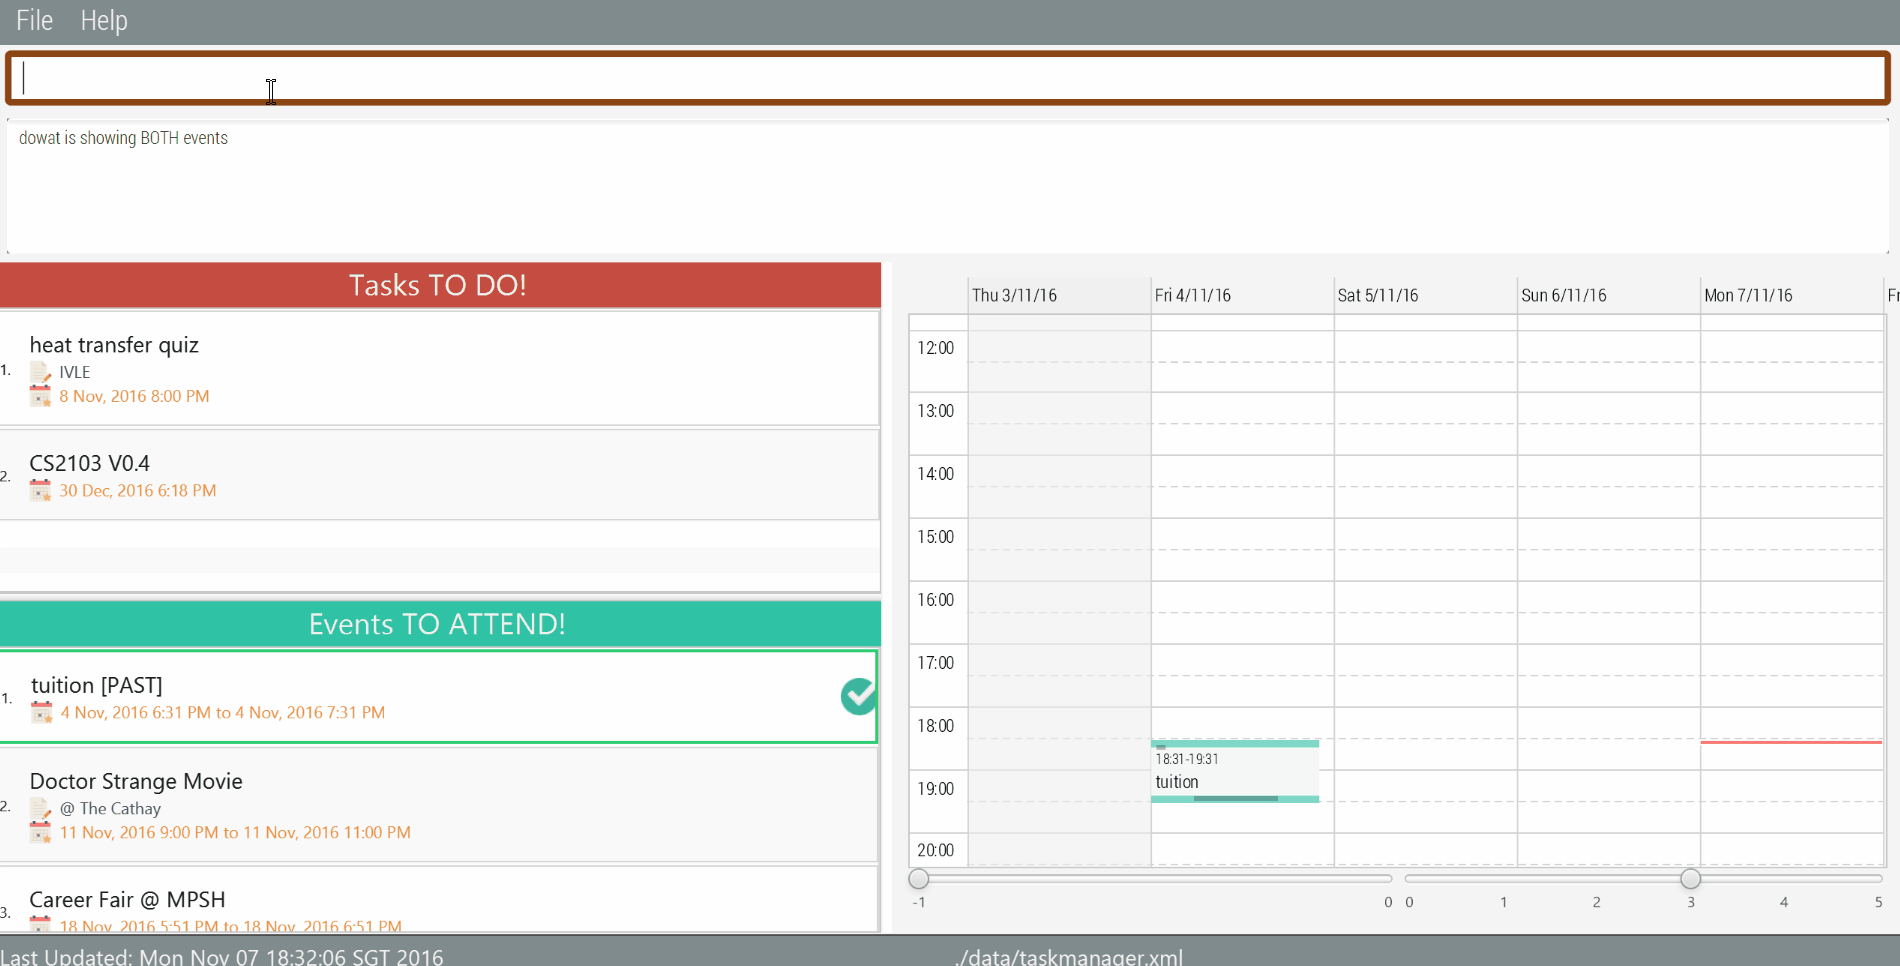 File Help
dowat is showing BOTH events
Tasks TO DO!
1.
heat transfer quiz
IVLE
8 Nov, 2016 8:00 PM
2.
CS2103 V0.4
30 Dec, 2016 6:18 PM
Events TO ATTEND!
1.
tuition [PAST]
4 Nov, 2016 6:31 PM to 4 Nov, 2016 7:31 PM
2.
Doctor Strange Movie
@ The Cathay
11 Nov, 2016 9:00 PM to 11 Nov, 2016 11:00 PM
3.
Career Fair @ MPSH
18 Nov, 2016 5:51 PM to 18 Nov, 2016 6:51 PM
Thu 3/11/16 Fri 4/11/16 Sat 5/11/16 Sun 6/11/16 Mon 7/11/16 Fr
12:00
13:00
14:00
15:00
16:00
17:00
18:00
18:31-19:31
tuition
19:00
20:00
-1 0 0 1 2 3 4 5
Last Updated: Mon Nov 07 18:32:06 SGT 2016 ./data/taskmanager.xml